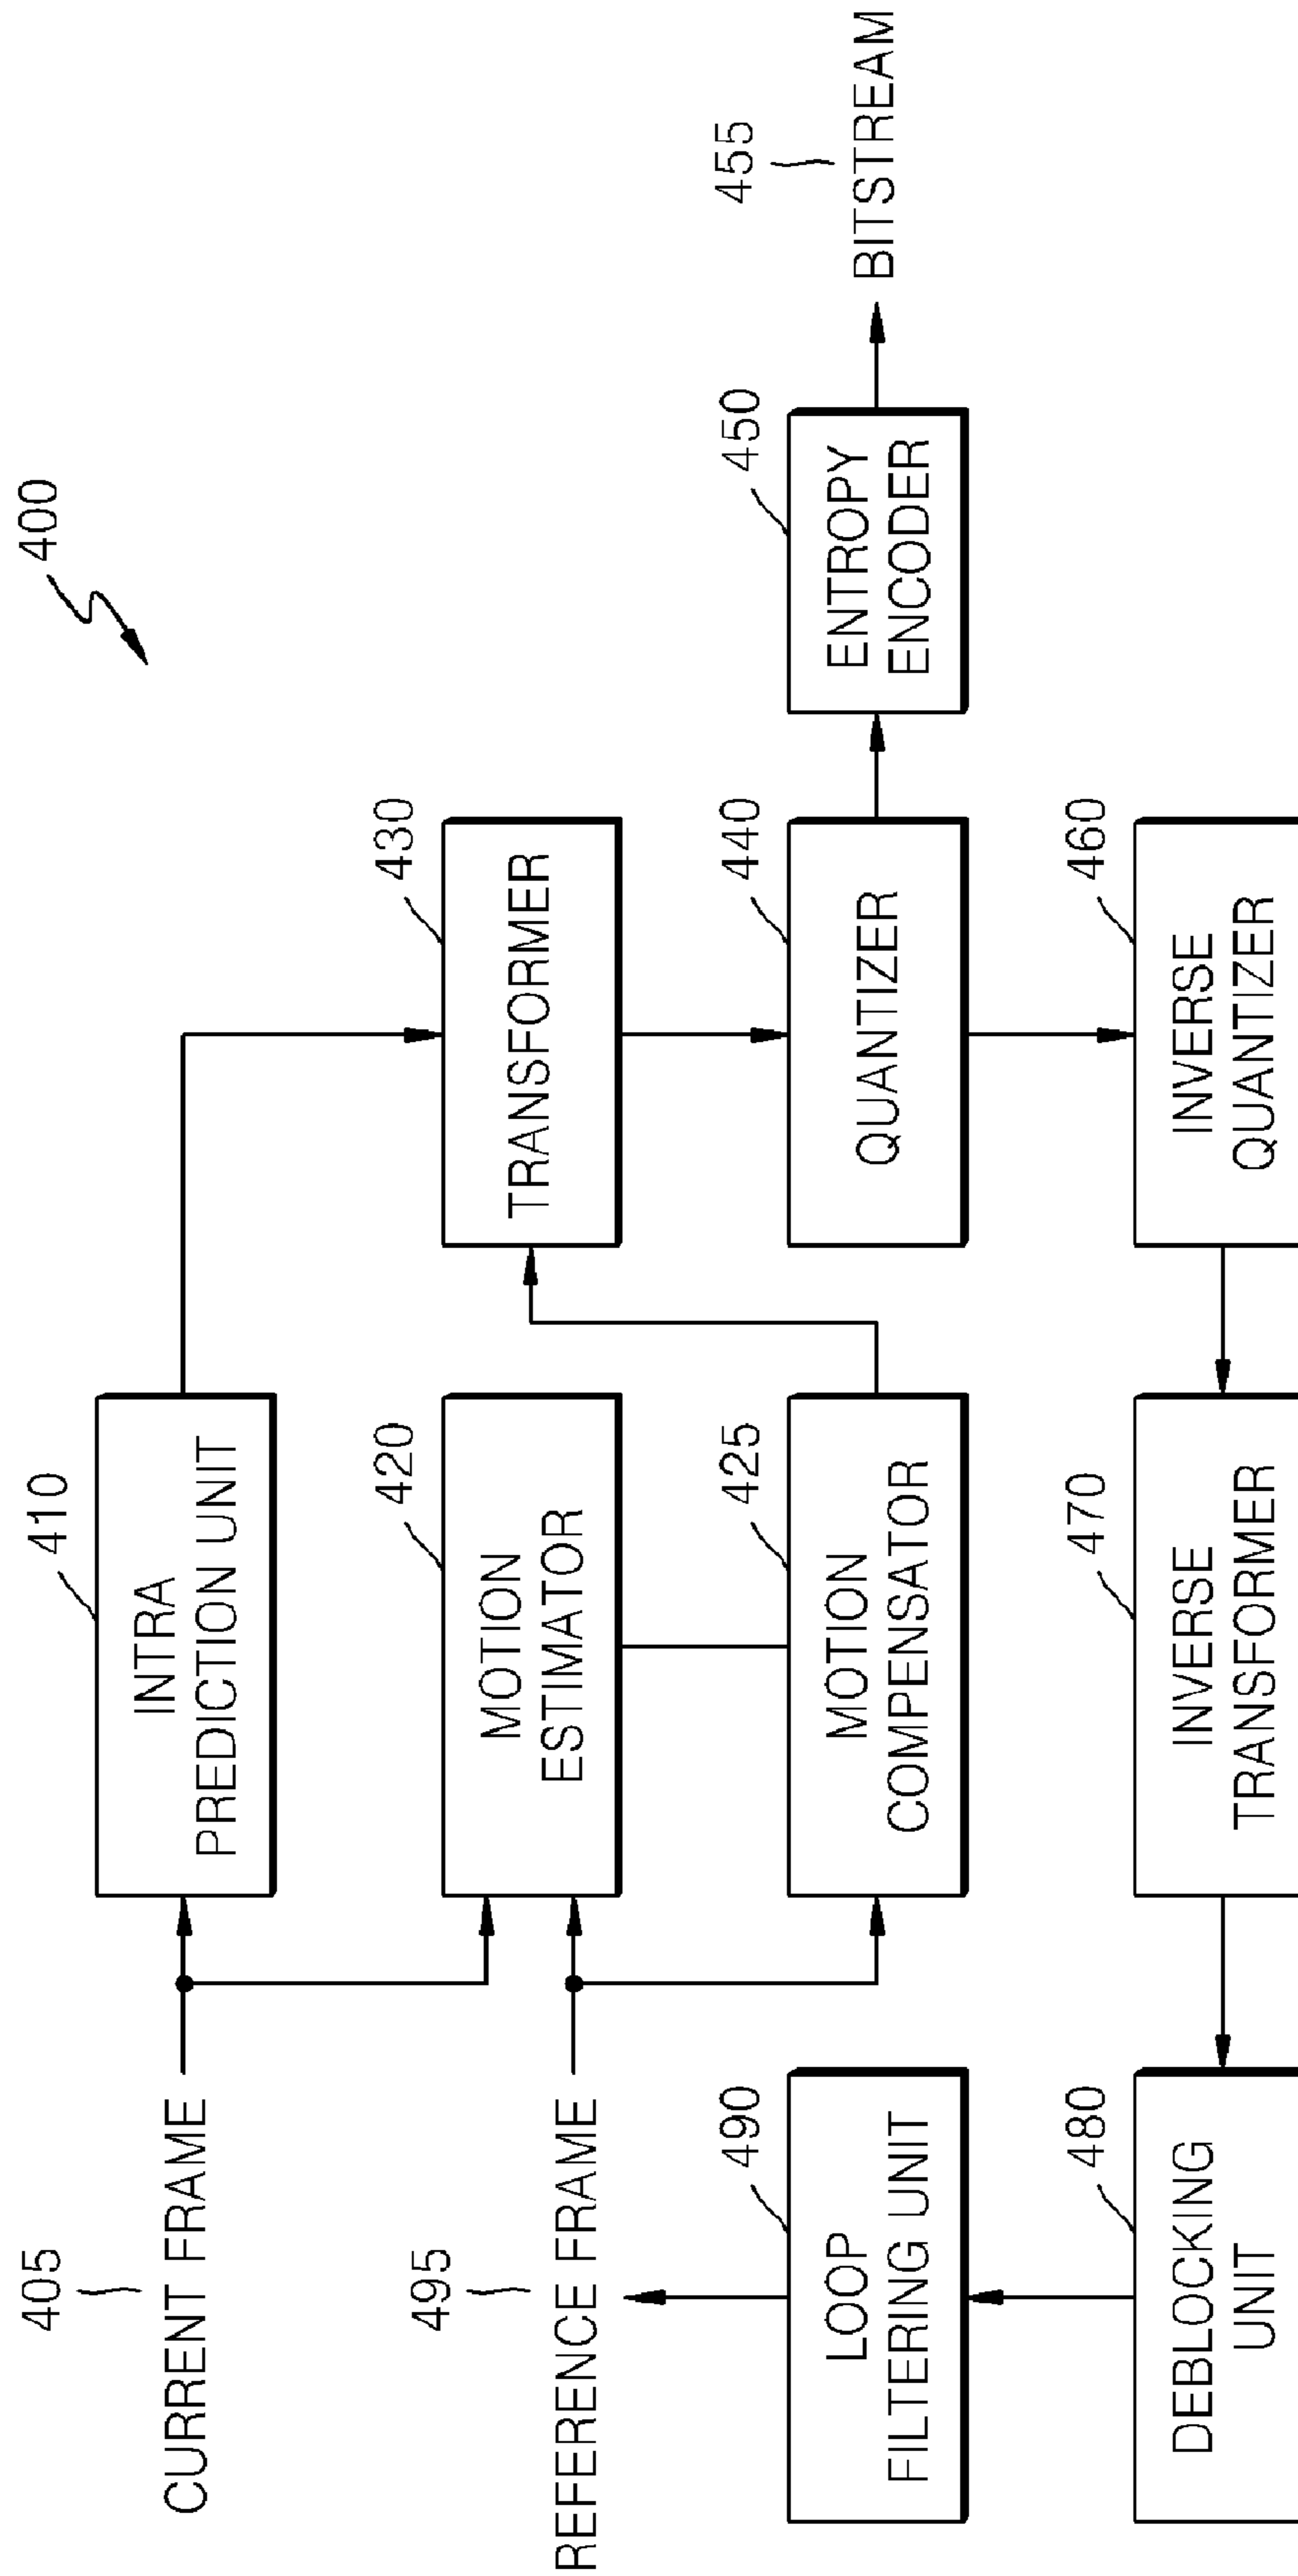 400
405
CURRENT FRAME
410
INTRA
PREDICTION UNIT
495
REFERENCE FRAME
420
MOTION
ESTIMATOR
430
TRANSFORMER
490
LOOP
FILTERING UNIT
425
MOTION
COMPENSATOR
440
QUANTIZER
450
ENTROPY
ENCODER
455
BITSTREAM
480
DEBLOCKING
UNIT
470
INVERSE
TRANSFORMER
460
INVERSE
QUANTIZER